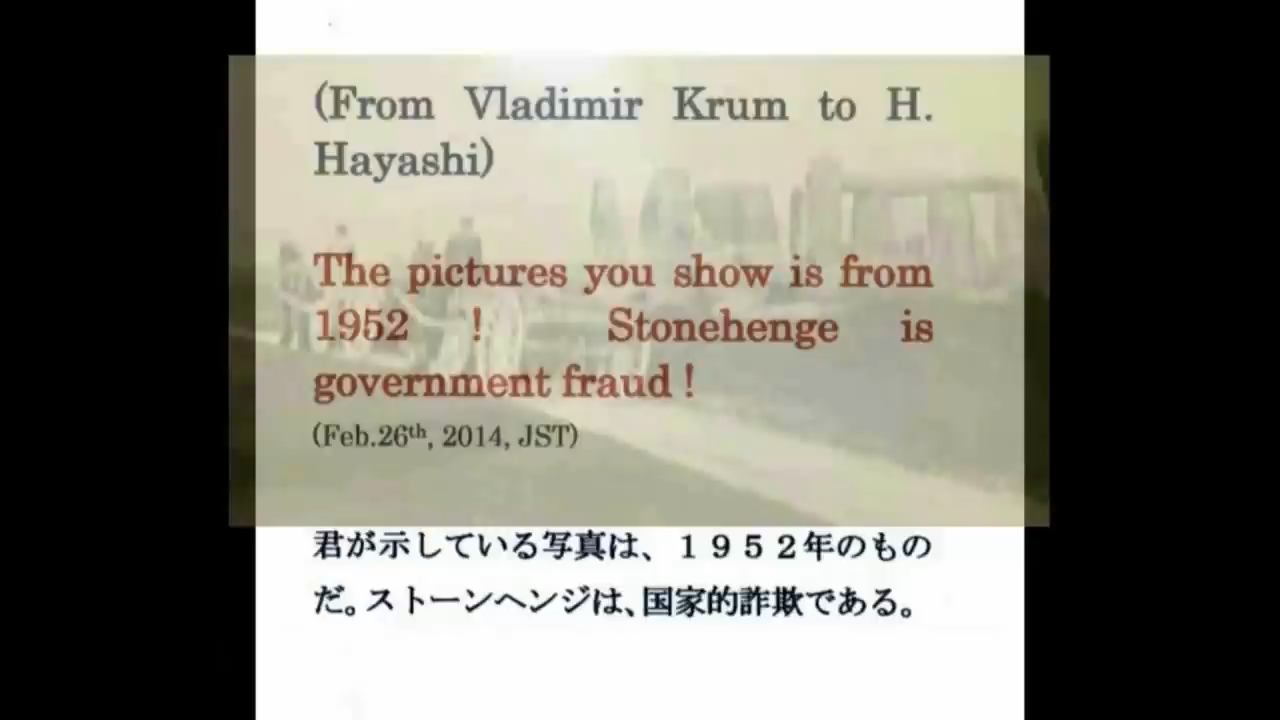 (From Vladimir Krum to H.
Hayashi)
The pictures you show is from
1952 ! Stonehenge is
government fraud !
(Feb.26th, 2014, JST)
君が示している写真は、１９５２年のもの
だ。ストーンヘンジは、国家的詐欺である。